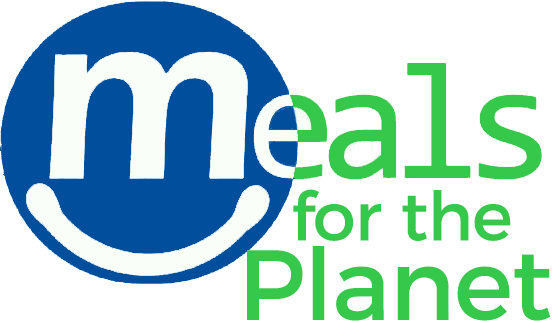 meals
for the
Planet